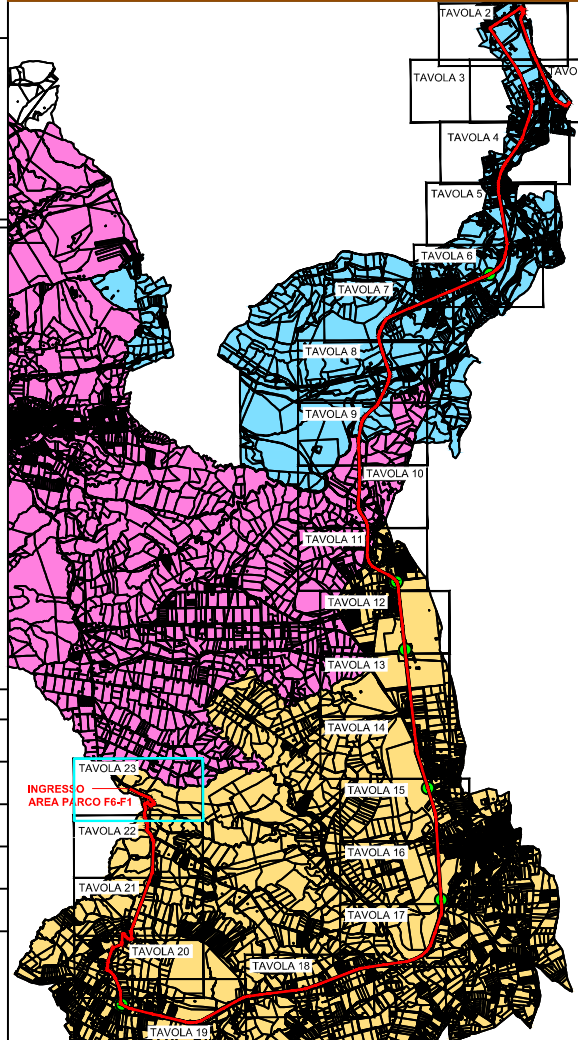 TAVOLA 2
TAVO
TAVOLA 3
TAVOLA 4
TAVOLA 5
TAVOLA 6
TAVOLA 7
TAVOLA 8
TAVOLA 9
TAVOLA 10
TAVOLA 11
TAVOLA 12
TAVOLA 13
TAVOLA 14
TAVOLA 23
INGRESSO
AREA PARCO F6-F1
TAVOLA 15
TAVOLA 22
TAVOLA 16
TAVOLA 21
TAVOLA 17
TAVOLA 20
TAVOLA 18
TAVOLA 19